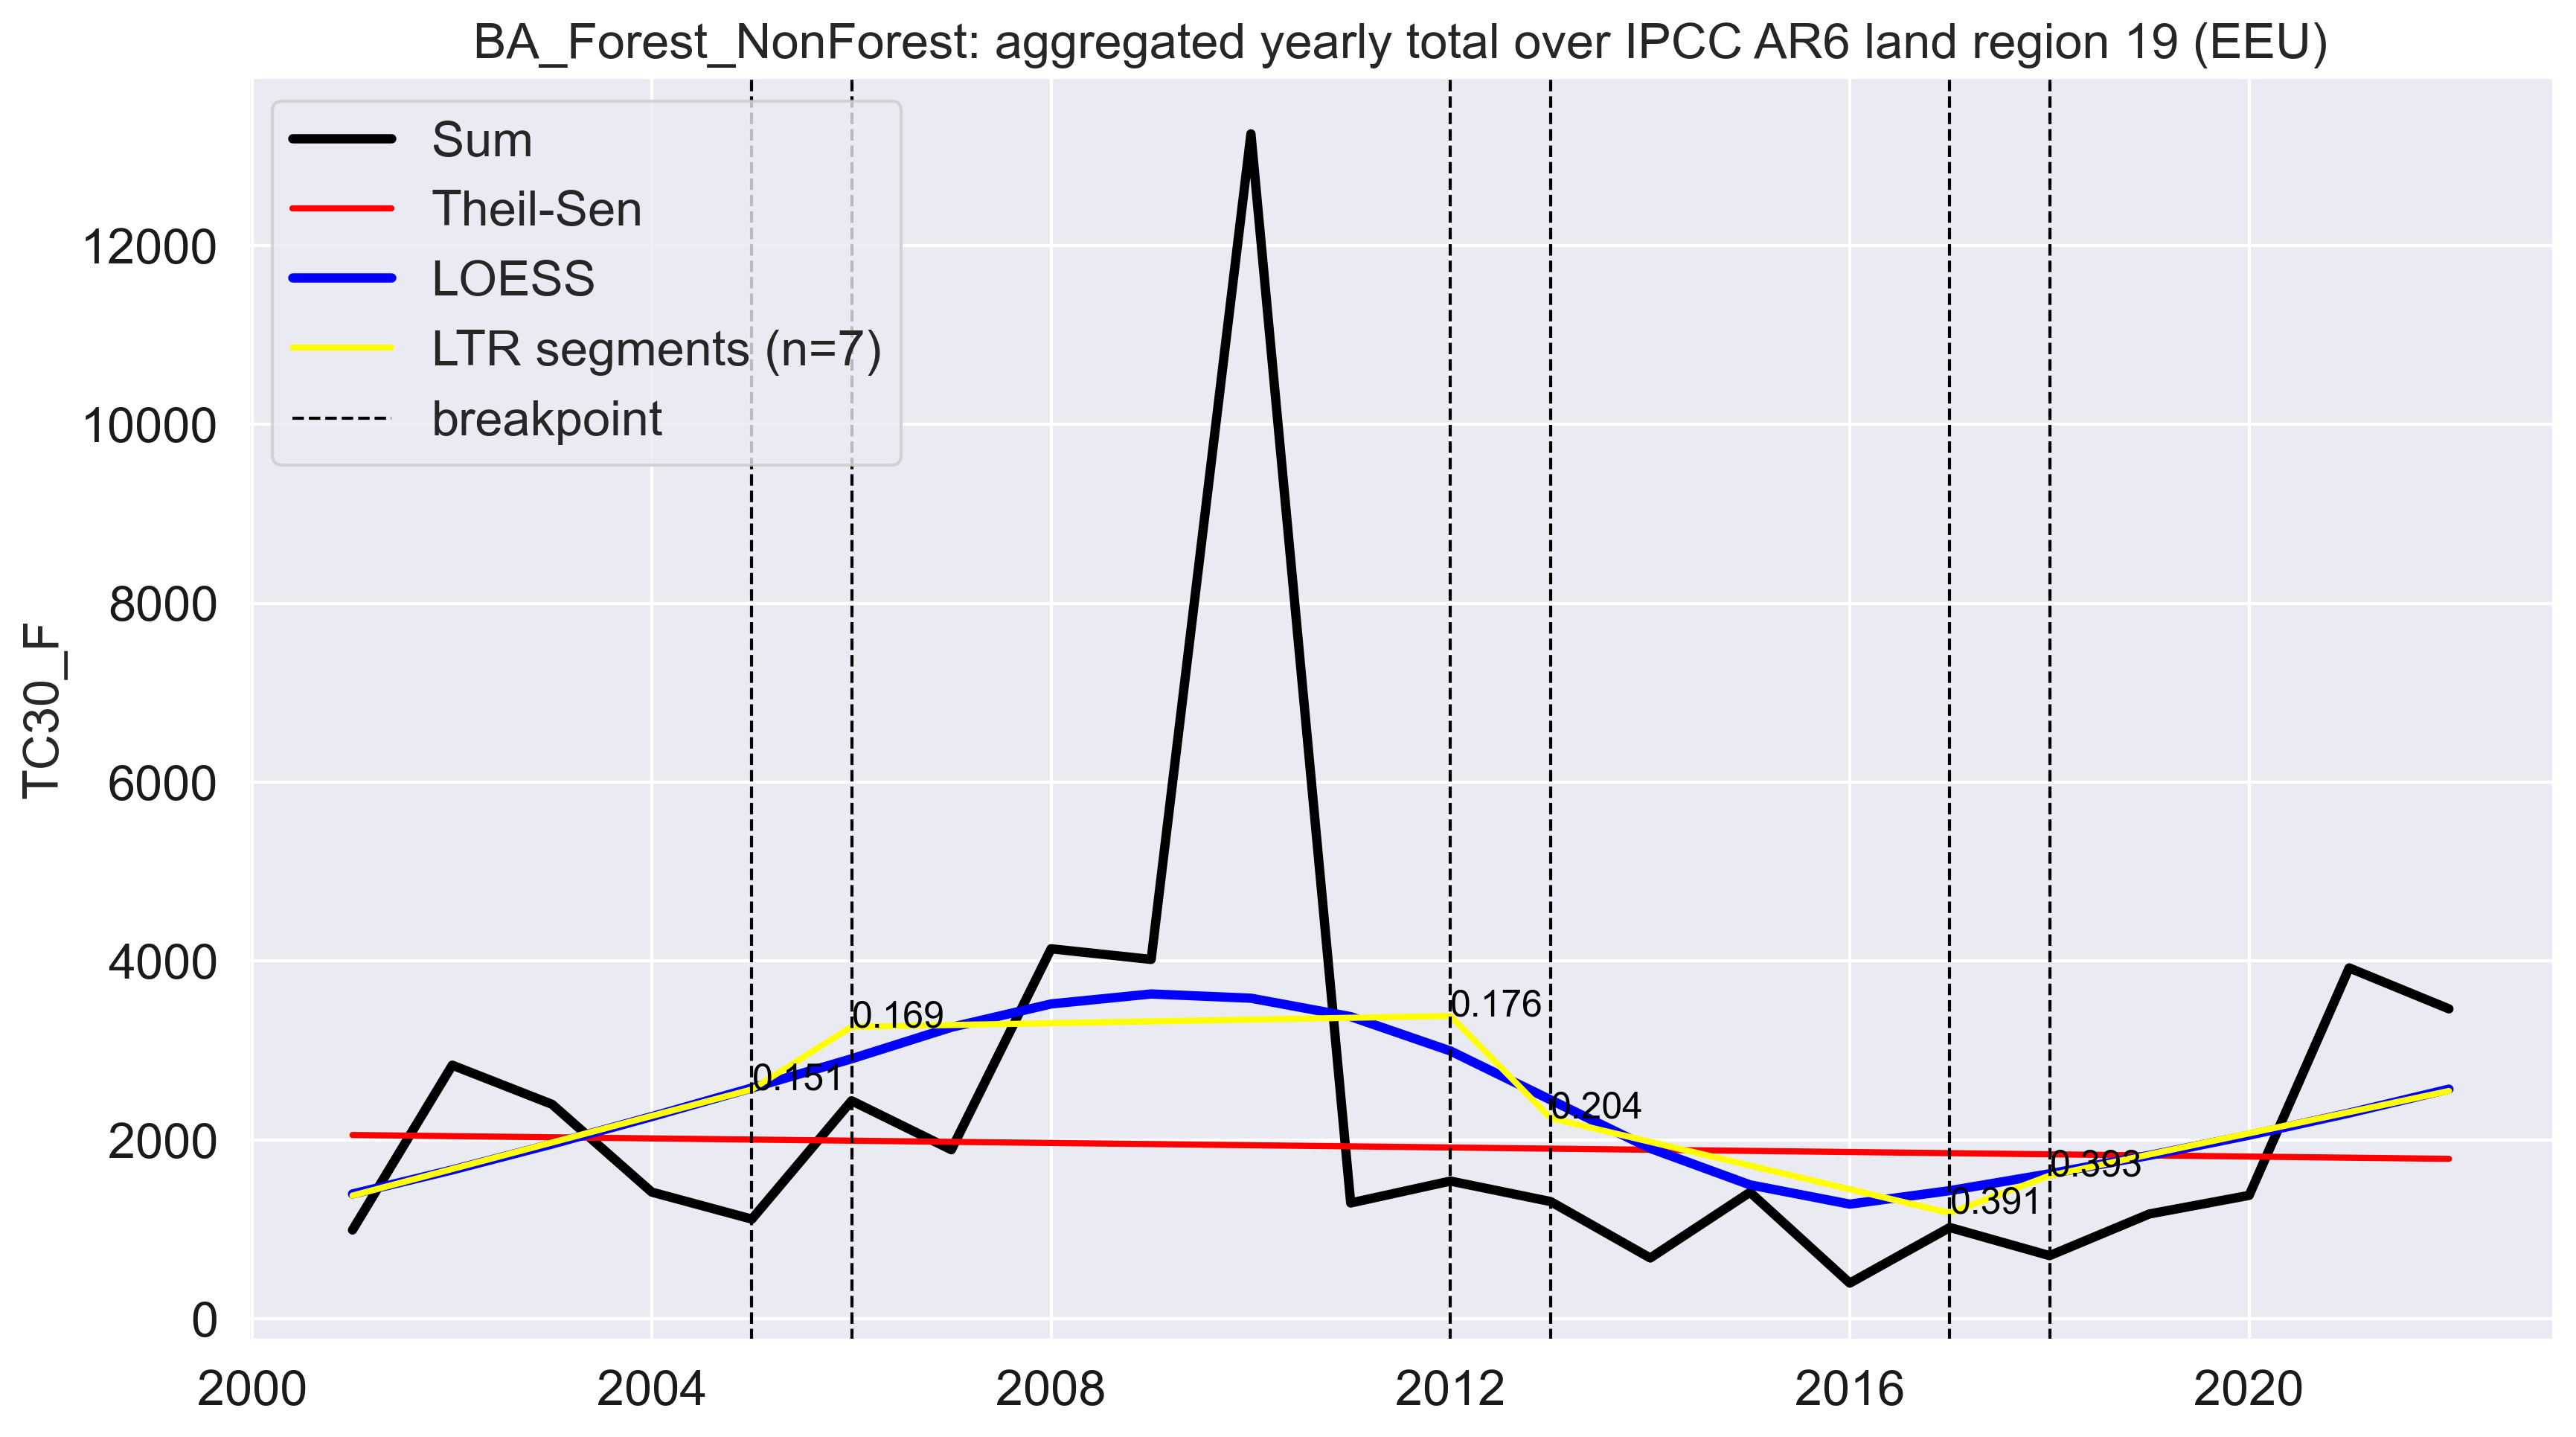 BA_Forest_NonForest: aggregated yearly total over IPCC AR6 land region 19 (EEU)
Sum
Theil-Sen
LOESS
LTR segments (n=7)
breakpoint
12000
10000
8000
6000
4000
2000
0
TC30_F
0.151
0.169
0.176
0.204
0.391
0.393
2000
2004
2008
2012
2016
2020